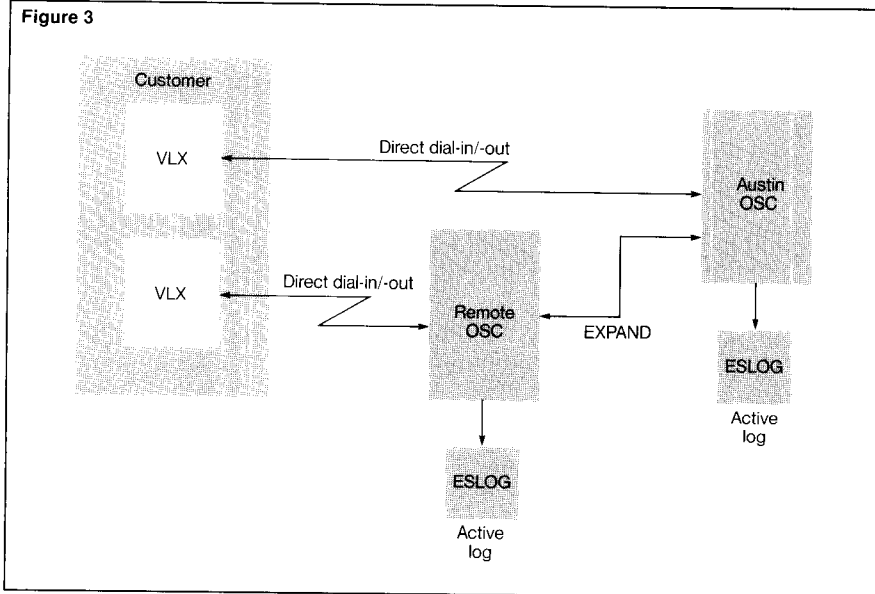 Figure 3
Customer
VLX
Direct dial-in/-out
Austin
OSC
VLX
Direct dial-in/-out
Remote
OSC
EXPAND
ESLOG
Active
log
ESLOG
Active
log